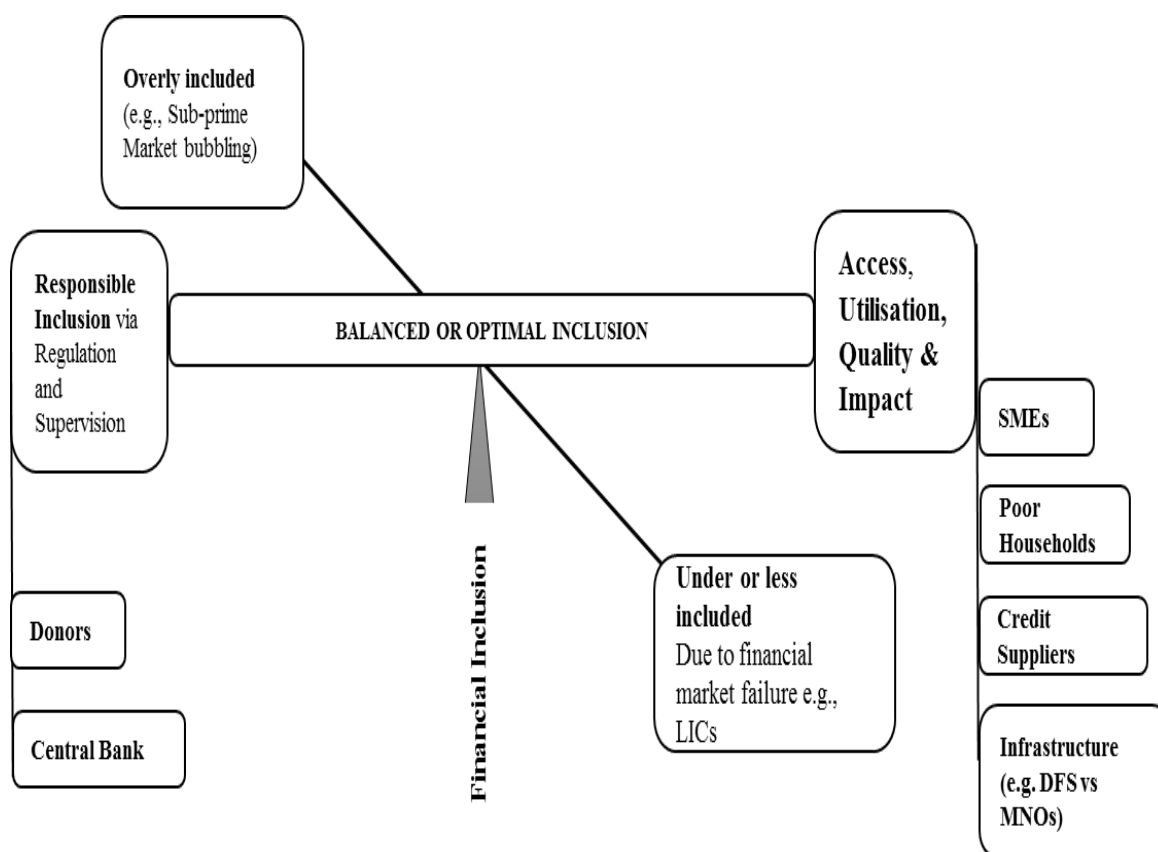 Overly included
(e.g., Sub-prime
Market bubbling)
Responsible
Inclusion via
Regulation
and
Supervision
BALANCED OR OPTIMAL INCLUSION
Access,
Utilisation,
Quality &
Impact
SMEs
Poor
Households
Credit
Suppliers
Infrastructure
(e.g. DFS vs
MNOs)
Donors
Central Bank
Financial Inclusion
Under or less
included
Due to financial
market failure e.g.,
LICs